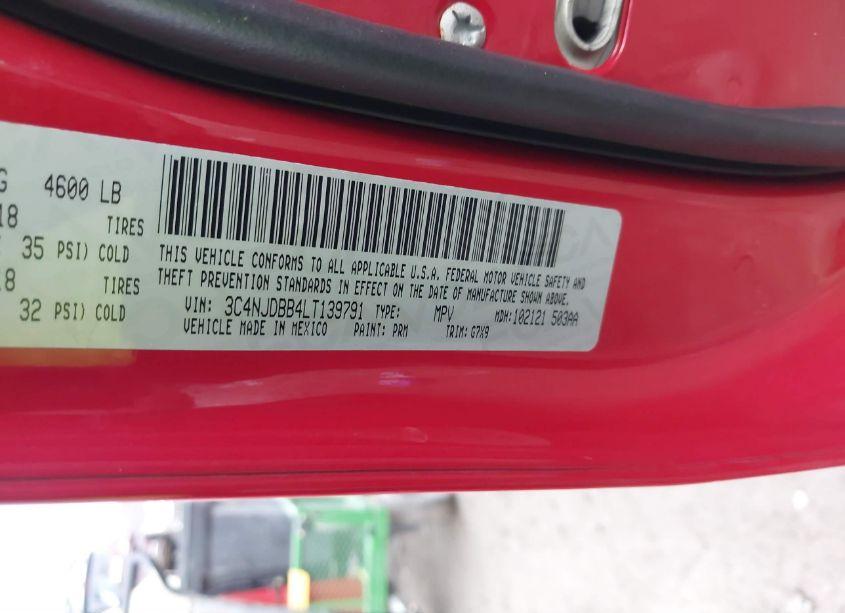 G 4600 LB
18 TIRES
35 PSI) COLD
18 TIRES
32 PSI) COLD
THIS VEHICLE CONFORMS TO ALL APPLICABLE U.S.A. FEDERAL MOTOR VEHICLE SAFETY AND
THEFT PREVENTION STANDARDS IN EFFECT ON THE DATE OF MANUFACTURE SHOWN ABOVE.
VIN: 3C4NJDBB4LT139791 TYPE: MPV MDH:102121 503AA
VEHICLE MADE IN MEXICO PAINT: PRM TRIM: G7X9